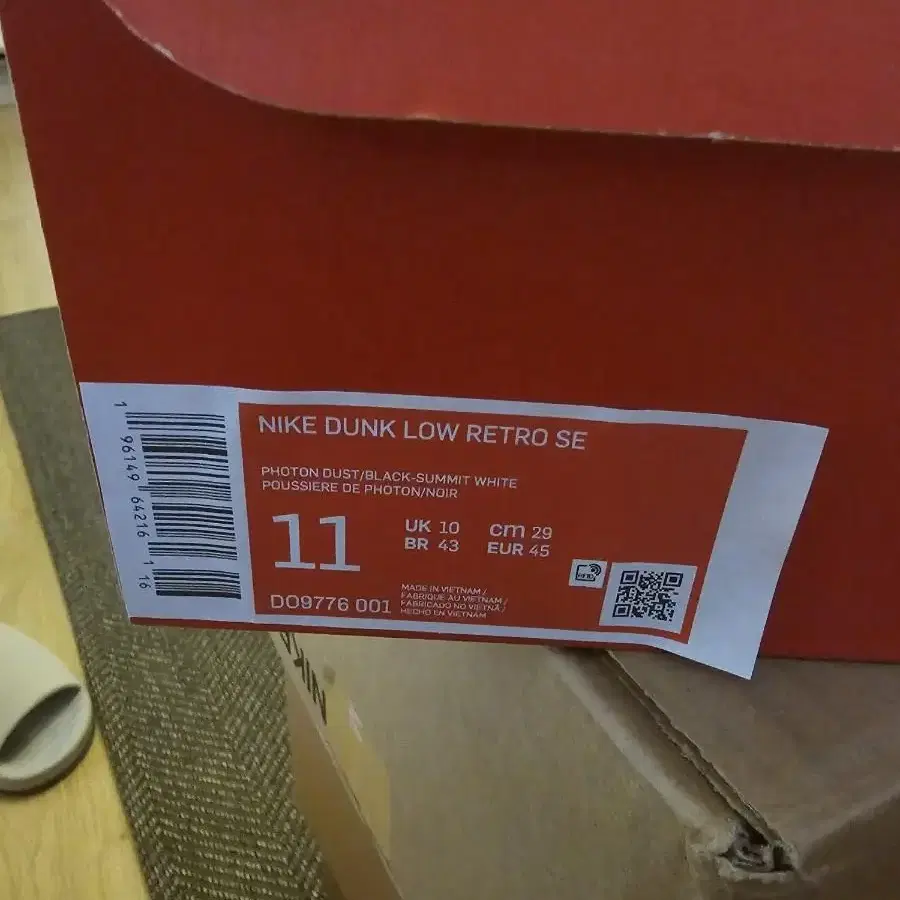 1 96149 64216 1 16
NIKE DUNK LOW RETRO SE
PHOTON DUST/BLACK-SUMMIT WHITE
POUSSIERE DE PHOTON/NOIR
11
UK 10 cm 29
BR 43 EUR 45
DO9776 001
MADE IN VIETNAM /
FABRIQUE AU VIETNAM /
FABRICADO NO VIETNÃ /
HECHO EN VIETNAM
RFID